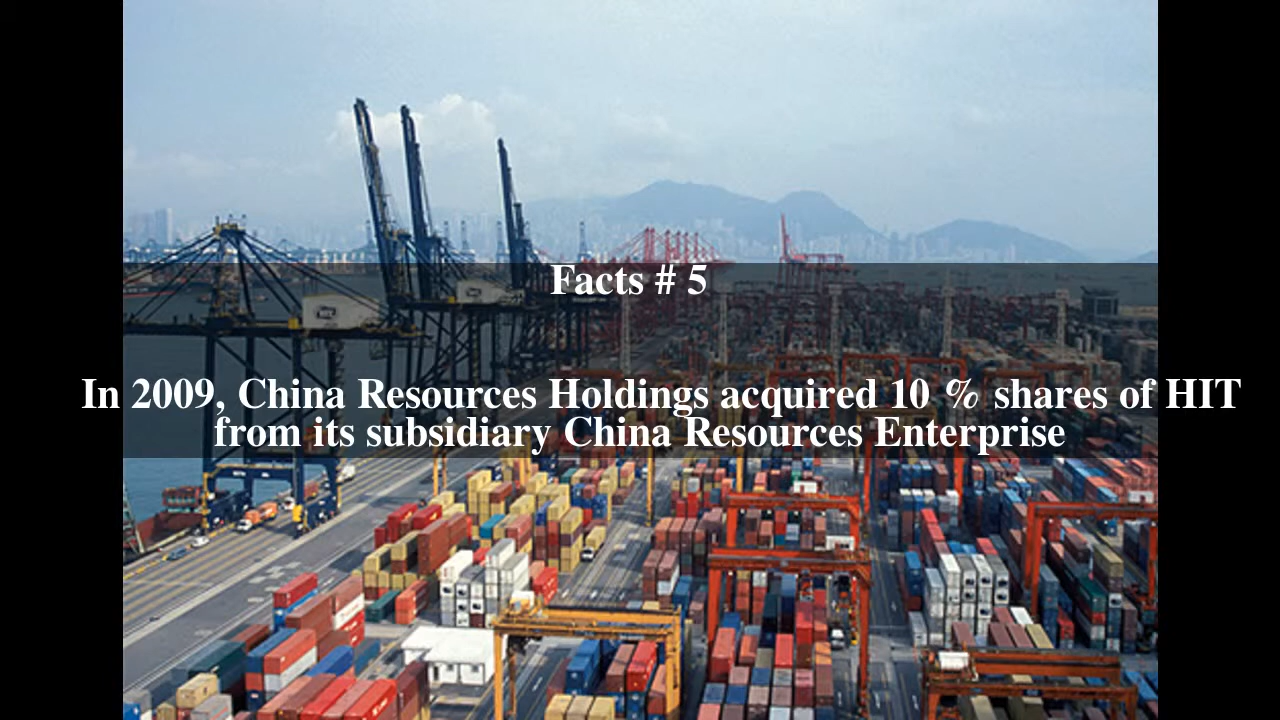 Facts # 5
In 2009, China Resources Holdings acquired 10 % shares of HIT
from its subsidiary China Resources Enterprise